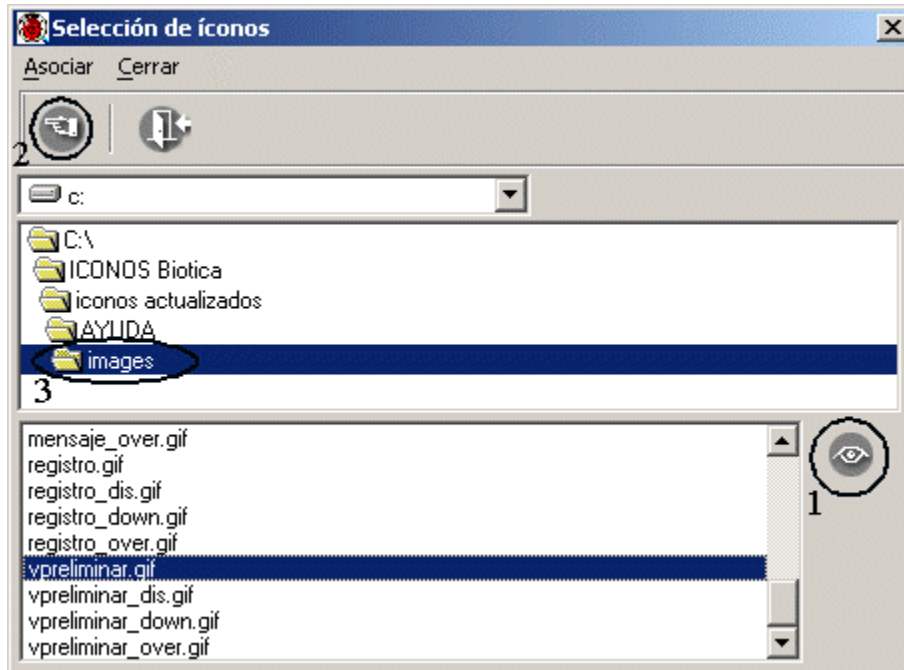 Selección de íconos
Asociar Cerrar
2
c:
C:\
ICONOS Biotica
iconos actualizados
AYUDA
images
3
mensaje_over.gif
registro.gif
registro_dis.gif
registro_down.gif
registro_over.gif
vpreliminar.gif
vpreliminar_dis.gif
vpreliminar_down.gif
vpreliminar_over.gif
1